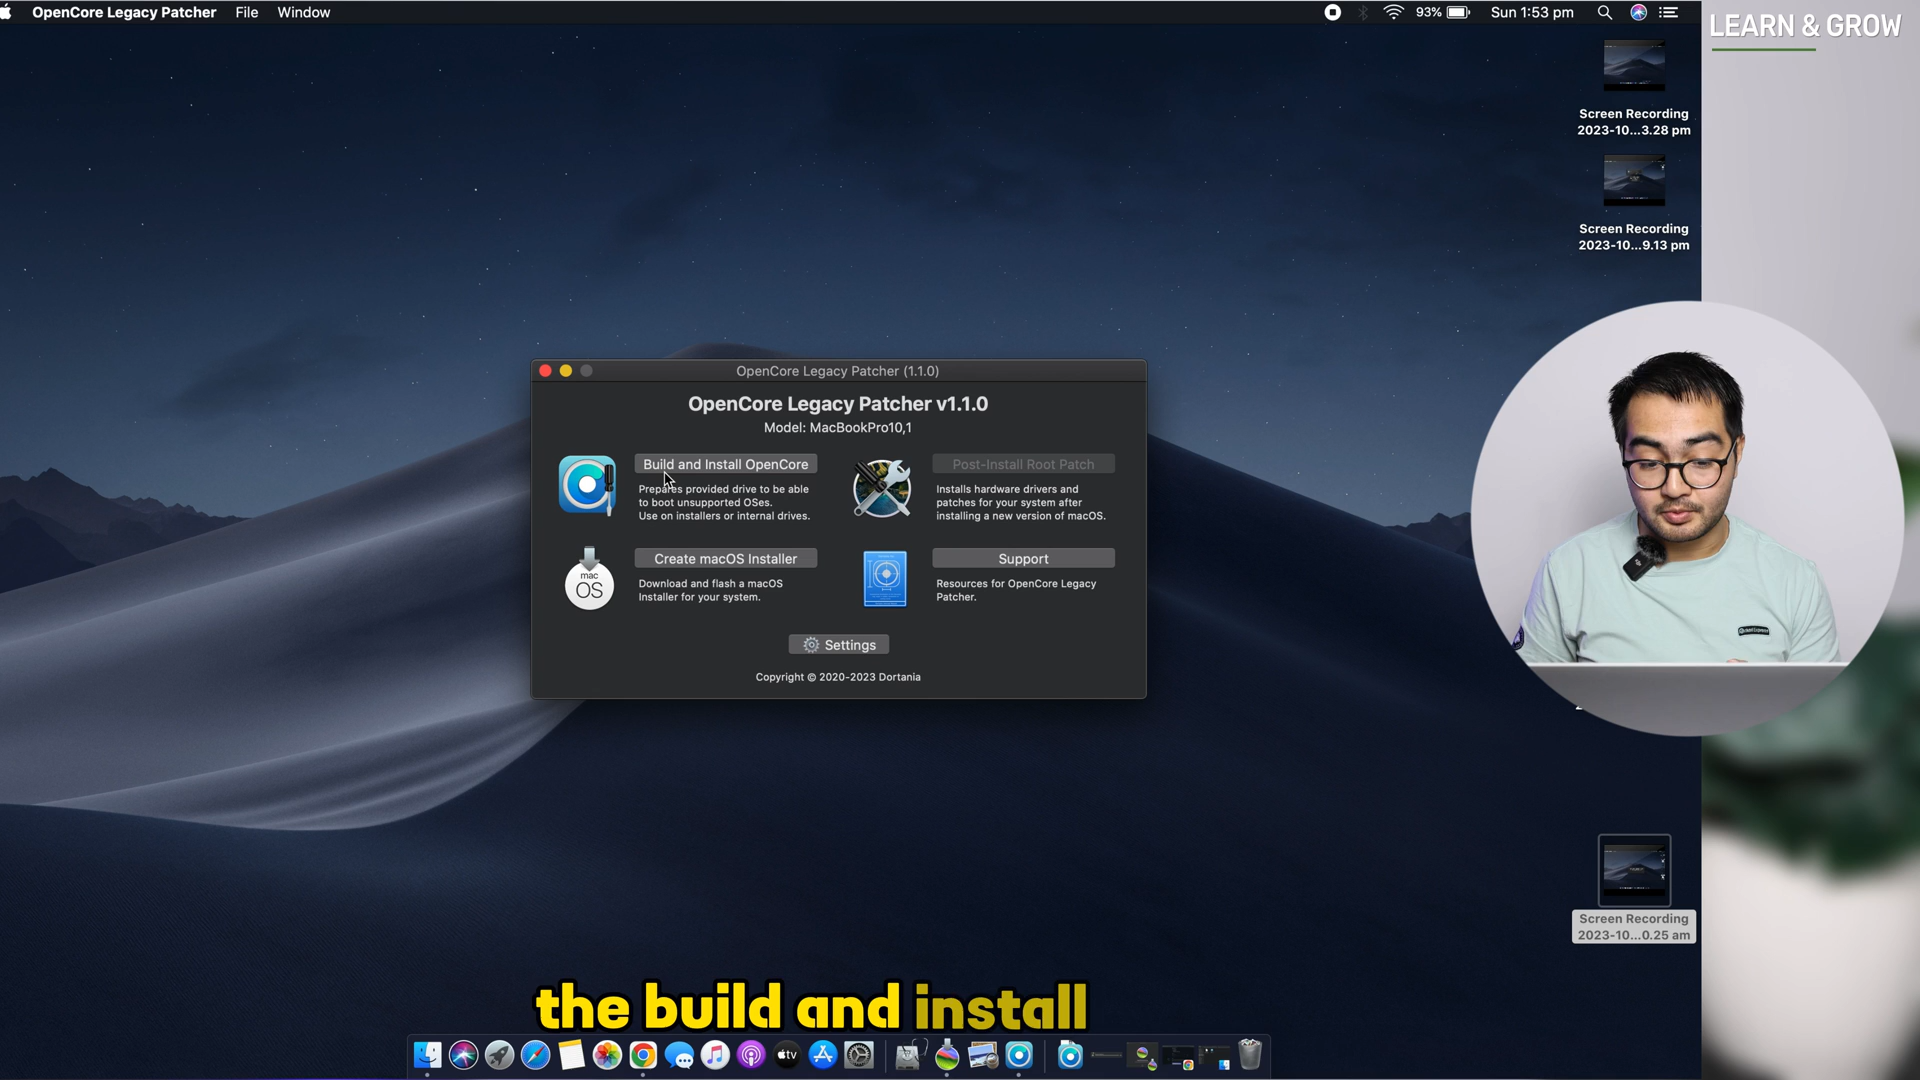 OpenCore Legacy Patcher File Window
93% Sun 1:53 pm
LEARN & GROW
Screen Recording
2023-10...3.28 pm
Screen Recording
2023-10...9.13 pm
OpenCore Legacy Patcher (1.1.0)
OpenCore Legacy Patcher v1.1.0
Model: MacBookPro10,1
Build and Install OpenCore
Prepares provided drive to be able
to boot unsupported OSes.
Use on installers or internal drives.
Post-Install Root Patch
Installs hardware drivers and
patches for your system after
installing a new version of macOS.
mac
OS
Create macOS Installer
Download and flash a macOS
Installer for your system.
Support
Resources for OpenCore Legacy
Patcher.
Settings
Copyright © 2020-2023 Dortania
Screen Recording
2023-10...0.25 am
the build and install
tv